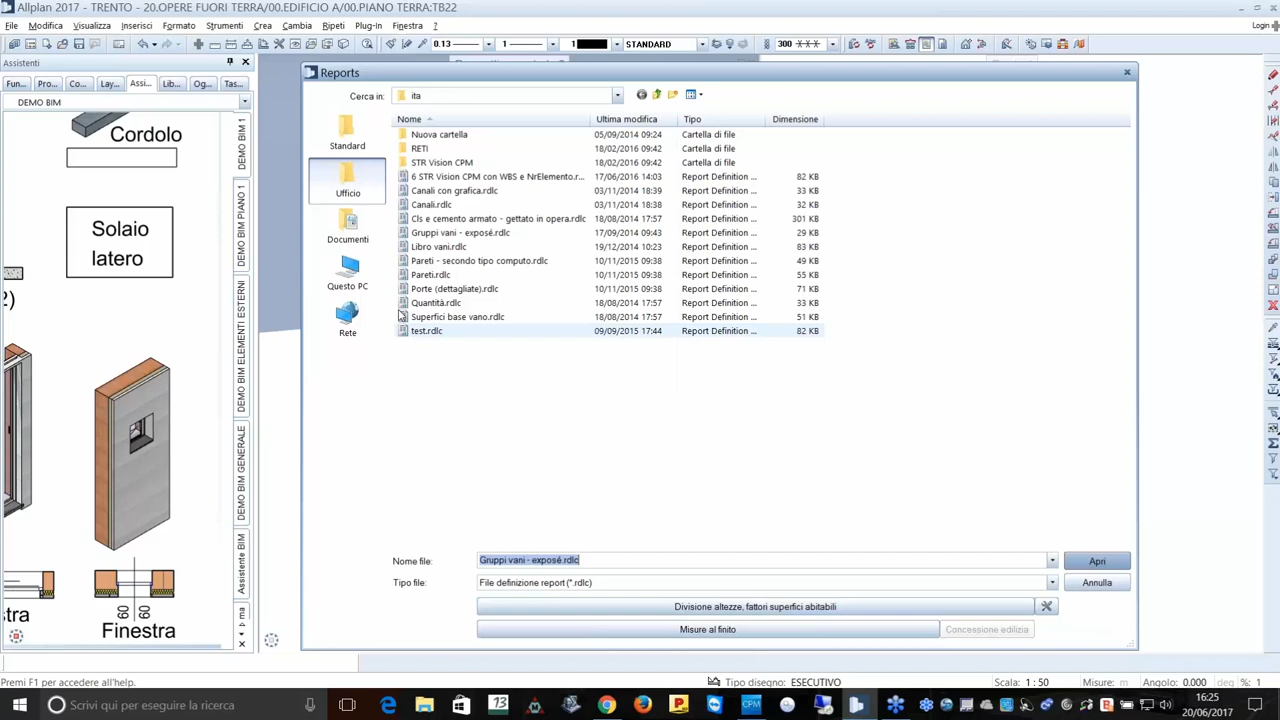 Allplan 2017 - TRENTO - 20.OPERE FUORI TERRA/00.EDIFICIO A/00.PIANO TERRA:TB22
File Modifica Visualizza Inserisci Formato Strumenti Crea Cambia Ripeti Plug-In Finestra ? Login
0.13 1 1 STANDARD 300
Assistenti
Fun... Pro... Co... Lay... Assi... Lib... Og... Tas...
DEMO BIM
Cordolo
Solaio
latero
2)
60 60
stra Finestra
DEMO BIM 1
DEMO BIM PIANO 1
DEMO BIM ELEMENTI ESTERNI
DEMO BIM GENERALE
Assistente BIM
ma
Reports
Cerca in: ita
Nome Ultima modifica Tipo Dimensione
Nuova cartella 05/09/2014 09:24 Cartella di file
RETI 18/02/2016 09:42 Cartella di file
STR Vision CPM 18/02/2016 09:42 Cartella di file
6 STR Vision CPM con WBS e NrElemento.r... 17/06/2016 14:03 Report Definition ... 82 KB
Canali con grafica.rdlc 03/11/2014 18:39 Report Definition ... 33 KB
Canali.rdlc 03/11/2014 18:38 Report Definition ... 32 KB
Cls e cemento armato - gettato in opera.rdlc 18/08/2014 17:57 Report Definition ... 301 KB
Gruppi vani - exposé.rdlc 17/09/2014 09:43 Report Definition ... 29 KB
Libro vani.rdlc 19/12/2014 10:23 Report Definition ... 83 KB
Pareti - secondo tipo computo.rdlc 10/11/2015 09:38 Report Definition ... 49 KB
Pareti.rdlc 10/11/2015 09:38 Report Definition ... 55 KB
Porte (dettagliate).rdlc 10/11/2015 09:38 Report Definition ... 71 KB
Quantità.rdlc 18/08/2014 17:57 Report Definition ... 33 KB
Superfici base vano.rdlc 18/08/2014 17:57 Report Definition ... 51 KB
test.rdlc 09/09/2015 17:44 Report Definition ... 82 KB
Standard
Ufficio
Documenti
Questo PC
Rete
Nome file: Gruppi vani - exposé.rdlc Apri
Tipo file: File definizione report (*.rdlc) Annulla
Divisione altezze, fattori superfici abitabili
Misure al finito Concessione edilizia
Premi F1 per accedere all'help. Tipo disegno: ESECUTIVO Scala: 1 : 50 Misure: m Angolo: 0.000 deg %: 1
Scrivi qui per eseguire la ricerca
13
CPM
16:25
20/06/2017